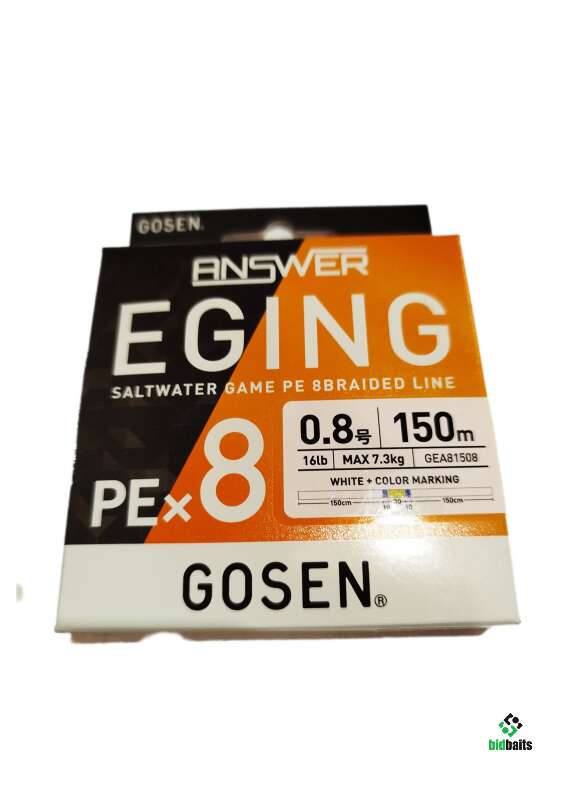 GOSEN®
ANSWER
EGING
SALTWATER GAME PE 8BRAIDED LINE
PE×8
0.8号 150m
16lb MAX 7.3kg GEA81508
WHITE + COLOR MARKING
150cm 150cm
GOSEN®
bidbaits